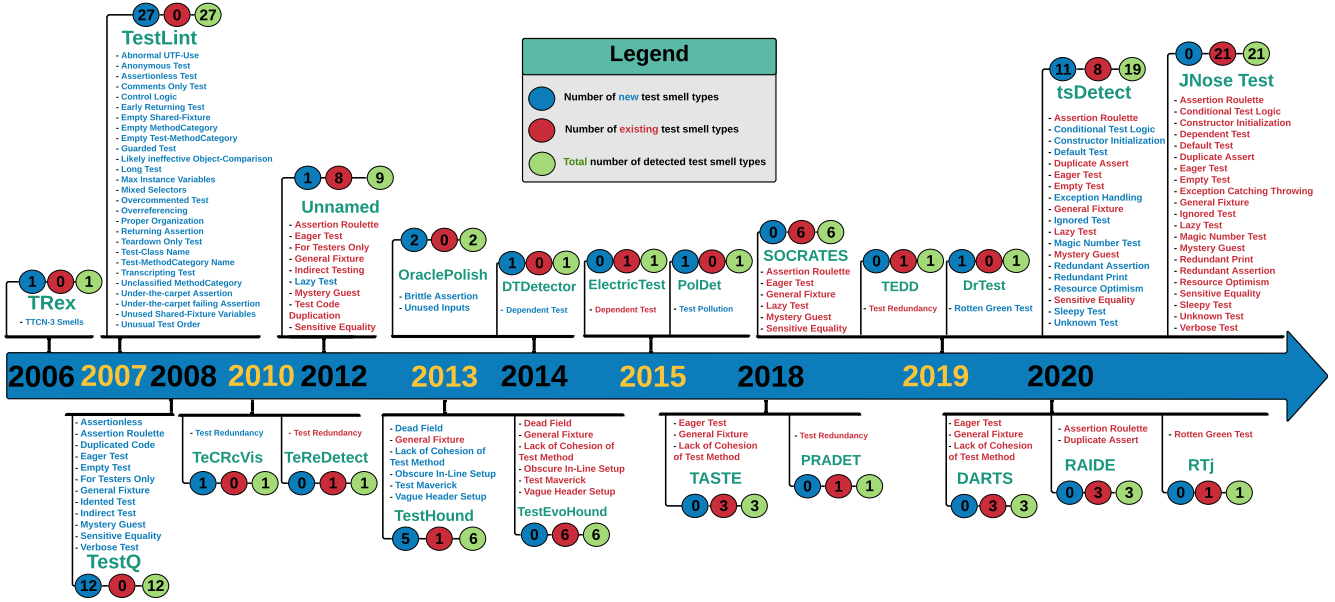 27 0 27
TestLint
- Abnormal UTF-Use
- Anonymous Test
- Assertionless Test
- Comments Only Test
- Control Logic
- Early Returning Test
- Empty Shared-Fixture
- Empty MethodCategory
- Empty Test-MethodCategory
- Guarded Test
- Likely ineffective Object-Comparison
- Long Test
- Max Instance Variables
- Mixed Selectors
- Overcommented Test
- Overreferencing
- Proper Organization
- Returning Assertion
- Teardown Only Test
- Test-Class Name
- Test-MethodCategory Name
- Transcripting Test
- Unclassified MethodCategory
- Under-the-carpet Assertion
- Under-the-carpet failing Assertion
- Unused Shared-Fixture Variables
- Unusual Test Order
1 0 1
TRex
- TTCN-3 Smells
1 8 9
Unnamed
- Assertion Roulette
- Eager Test
- For Testers Only
- General Fixture
- Indirect Testing
- Lazy Test
- Mystery Guest
- Test Code
Duplication
- Sensitive Equality
Legend
Number of new test smell types
Number of existing test smell types
Total number of detected test smell types
2 0 2
OraclePolish
- Brittle Assertion
- Unused Inputs
1 0 1
DTDetector
- Dependent Test
0 1 1
ElectricTest
- Dependent Test
1 0 1
PolDet
- Test Pollution
0 6 6
SOCRATES
- Assertion Roulette
- Eager Test
- General Fixture
- Lazy Test
- Mystery Guest
- Sensitive Equality
0 1 1
TEDD
- Test Redundancy
1 0 1
DrTest
- Rotten Green Test
11 8 19
tsDetect
- Assertion Roulette
- Conditional Test Logic
- Constructor Initialization
- Default Test
- Duplicate Assert
- Eager Test
- Empty Test
- Exception Handling
- General Fixture
- Ignored Test
- Lazy Test
- Magic Number Test
- Mystery Guest
- Redundant Assertion
- Redundant Print
- Resource Optimism
- Sensitive Equality
- Sleepy Test
- Unknown Test
0 21 21
JNose Test
- Assertion Roulette
- Conditional Test Logic
- Constructor Initialization
- Dependent Test
- Default Test
- Duplicate Assert
- Eager Test
- Empty Test
- Exception Catching Throwing
- General Fixture
- Ignored Test
- Lazy Test
- Magic Number Test
- Mystery Guest
- Redundant Print
- Redundant Assertion
- Resource Optimism
- Sensitive Equality
- Sleepy Test
- Unknown Test
- Verbose Test
2006 2007 2008 2010 2012 2013 2014 2015 2018 2019 2020
- Assertionless
- Assertion Roulette
- Duplicated Code
- Eager Test
- Empty Test
- For Testers Only
- General Fixture
- Idented Test
- Indirect Test
- Mystery Guest
- Sensitive Equality
- Verbose Test
TestQ
12 0 12
- Test Redundancy
TeCRcVis
1 0 1
- Test Redundancy
TeReDetect
0 1 1
- Dead Field
- General Fixture
- Lack of Cohesion of
Test Method
- Obscure In-Line Setup
- Test Maverick
- Vague Header Setup
TestHound
5 1 6
- Dead Field
- General Fixture
- Lack of Cohesion of
Test Method
- Obscure In-Line Setup
- Test Maverick
- Vague Header Setup
TestEvoHound
0 6 6
- Eager Test
- General Fixture
- Lack of Cohesion
of Test Method
TASTE
0 3 3
- Test Redundancy
PRADET
0 1 1
- Eager Test
- General Fixture
- Lack of Cohesion
of Test Method
DARTS
0 3 3
- Assertion Roulette
- Duplicate Assert
RAIDE
0 3 3
- Rotten Green Test
RTj
0 1 1